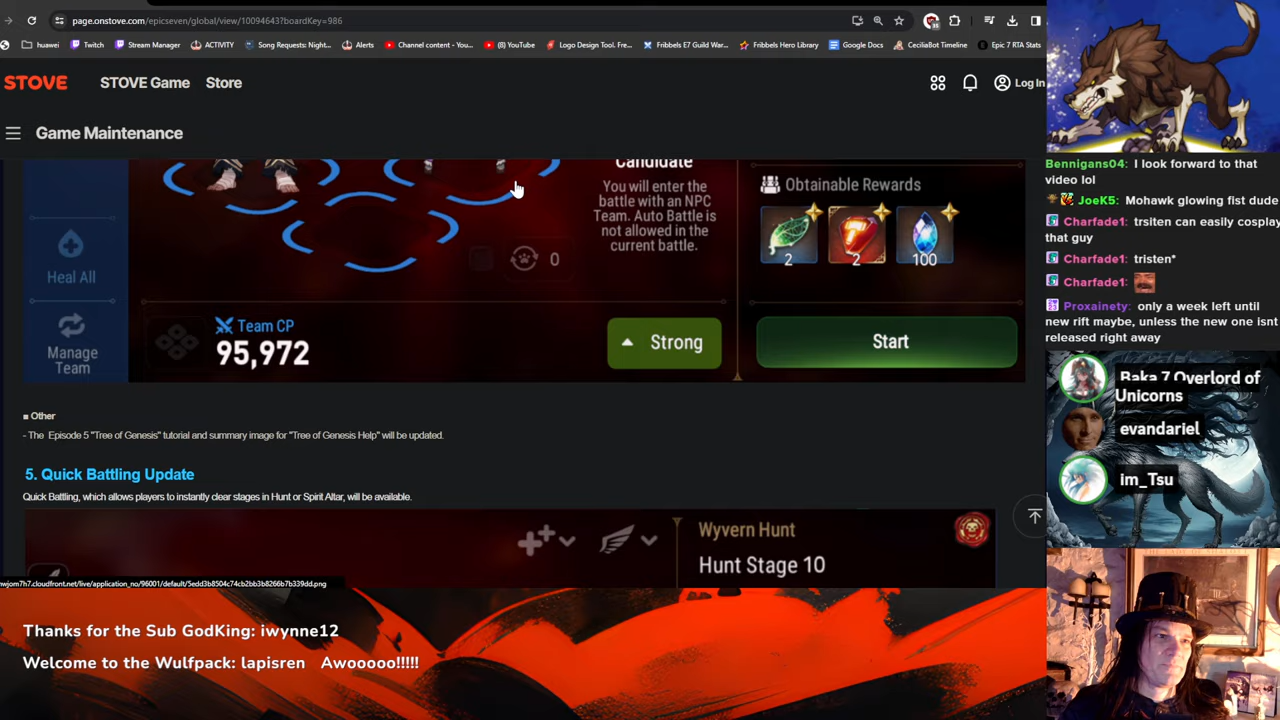 page.onstove.com/epicseven/global/view/10094643?boardKey=986
huawei
Twitch
Stream Manager
ACTIVITY
Song Requests: Night...
Alerts
Channel content - You...
(8) YouTube
Logo Design Tool. Fre...
Fribbels E7 Guild War...
Fribbels Hero Library
Google Docs
CeciliaBot Timeline
Epic 7 RTA Stats
STOVE
STOVE Game
Store
Log In
Game Maintenance
Candidate
You will enter the
battle with an NPC
Team. Auto Battle is
not allowed in the
current battle.
Obtainable Rewards
2
2
100
0
Heal All
Manage
Team
Team CP
95,972
Strong
Start
■ Other
- The Episode 5 "Tree of Genesis" tutorial and summary image for "Tree of Genesis Help" will be updated.
5. Quick Battling Update
Quick Battling, which allows players to instantly clear stages in Hunt or Spirit Altar, will be available.
Wyvern Hunt
Hunt Stage 10
Thanks for the Sub GodKing: iwynne12
Welcome to the Wulfpack: lapisren Awooooo!!!!!
Bennigans04: I look forward to that
video lol
JoeK5: Mohawk glowing fist dude
Charfade1: trsiten can easily cosplay
that guy
Charfade1: tristen*
Charfade1:
Proxainety: only a week left until
new rift maybe, unless the new one isnt
released right away
Baka 7 Overlord of
Unicorns
evandariel
im_Tsu